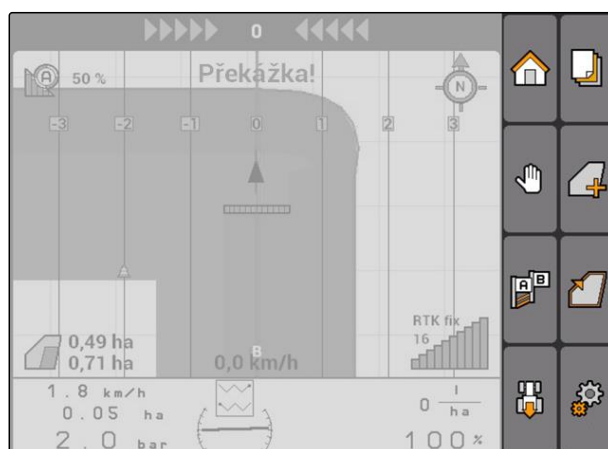 0
A 50 %
Překážka!
N
-3 -2 -1 0 1 2 3
A
RTK fix
16
0,49 ha
0,71 ha
0,0 km/h
B
A B
1.8 km/h
0.05 ha
2.0 bar
0 l/ha
100 %